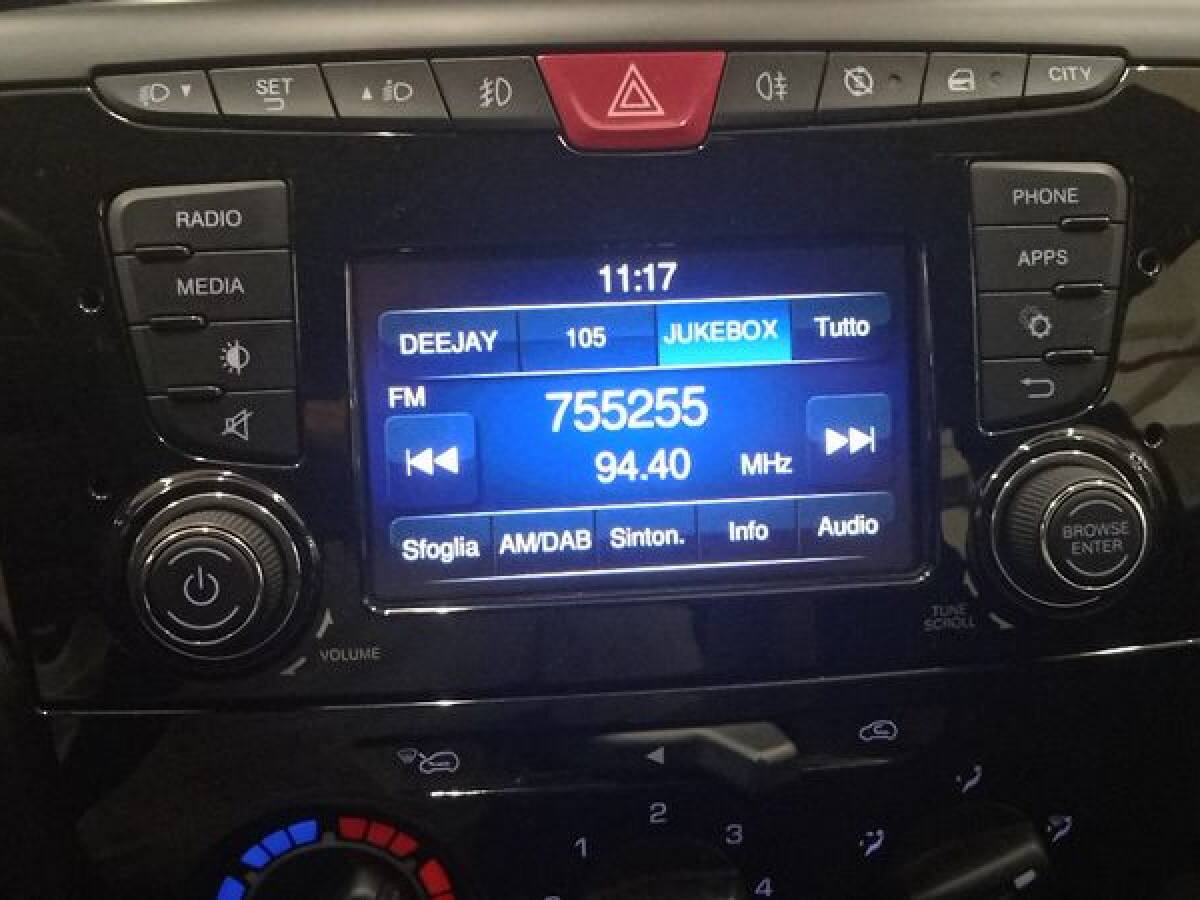 SET
CITY
RADIO
PHONE
MEDIA
APPS
11:17
DEEJAY 105 JUKEBOX Tutto
FM
755255
94.40 MHz
Sfoglia AM/DAB Sinton. Info Audio
BROWSE
ENTER
TUNE
SCROLL
VOLUME
2
1 3
4